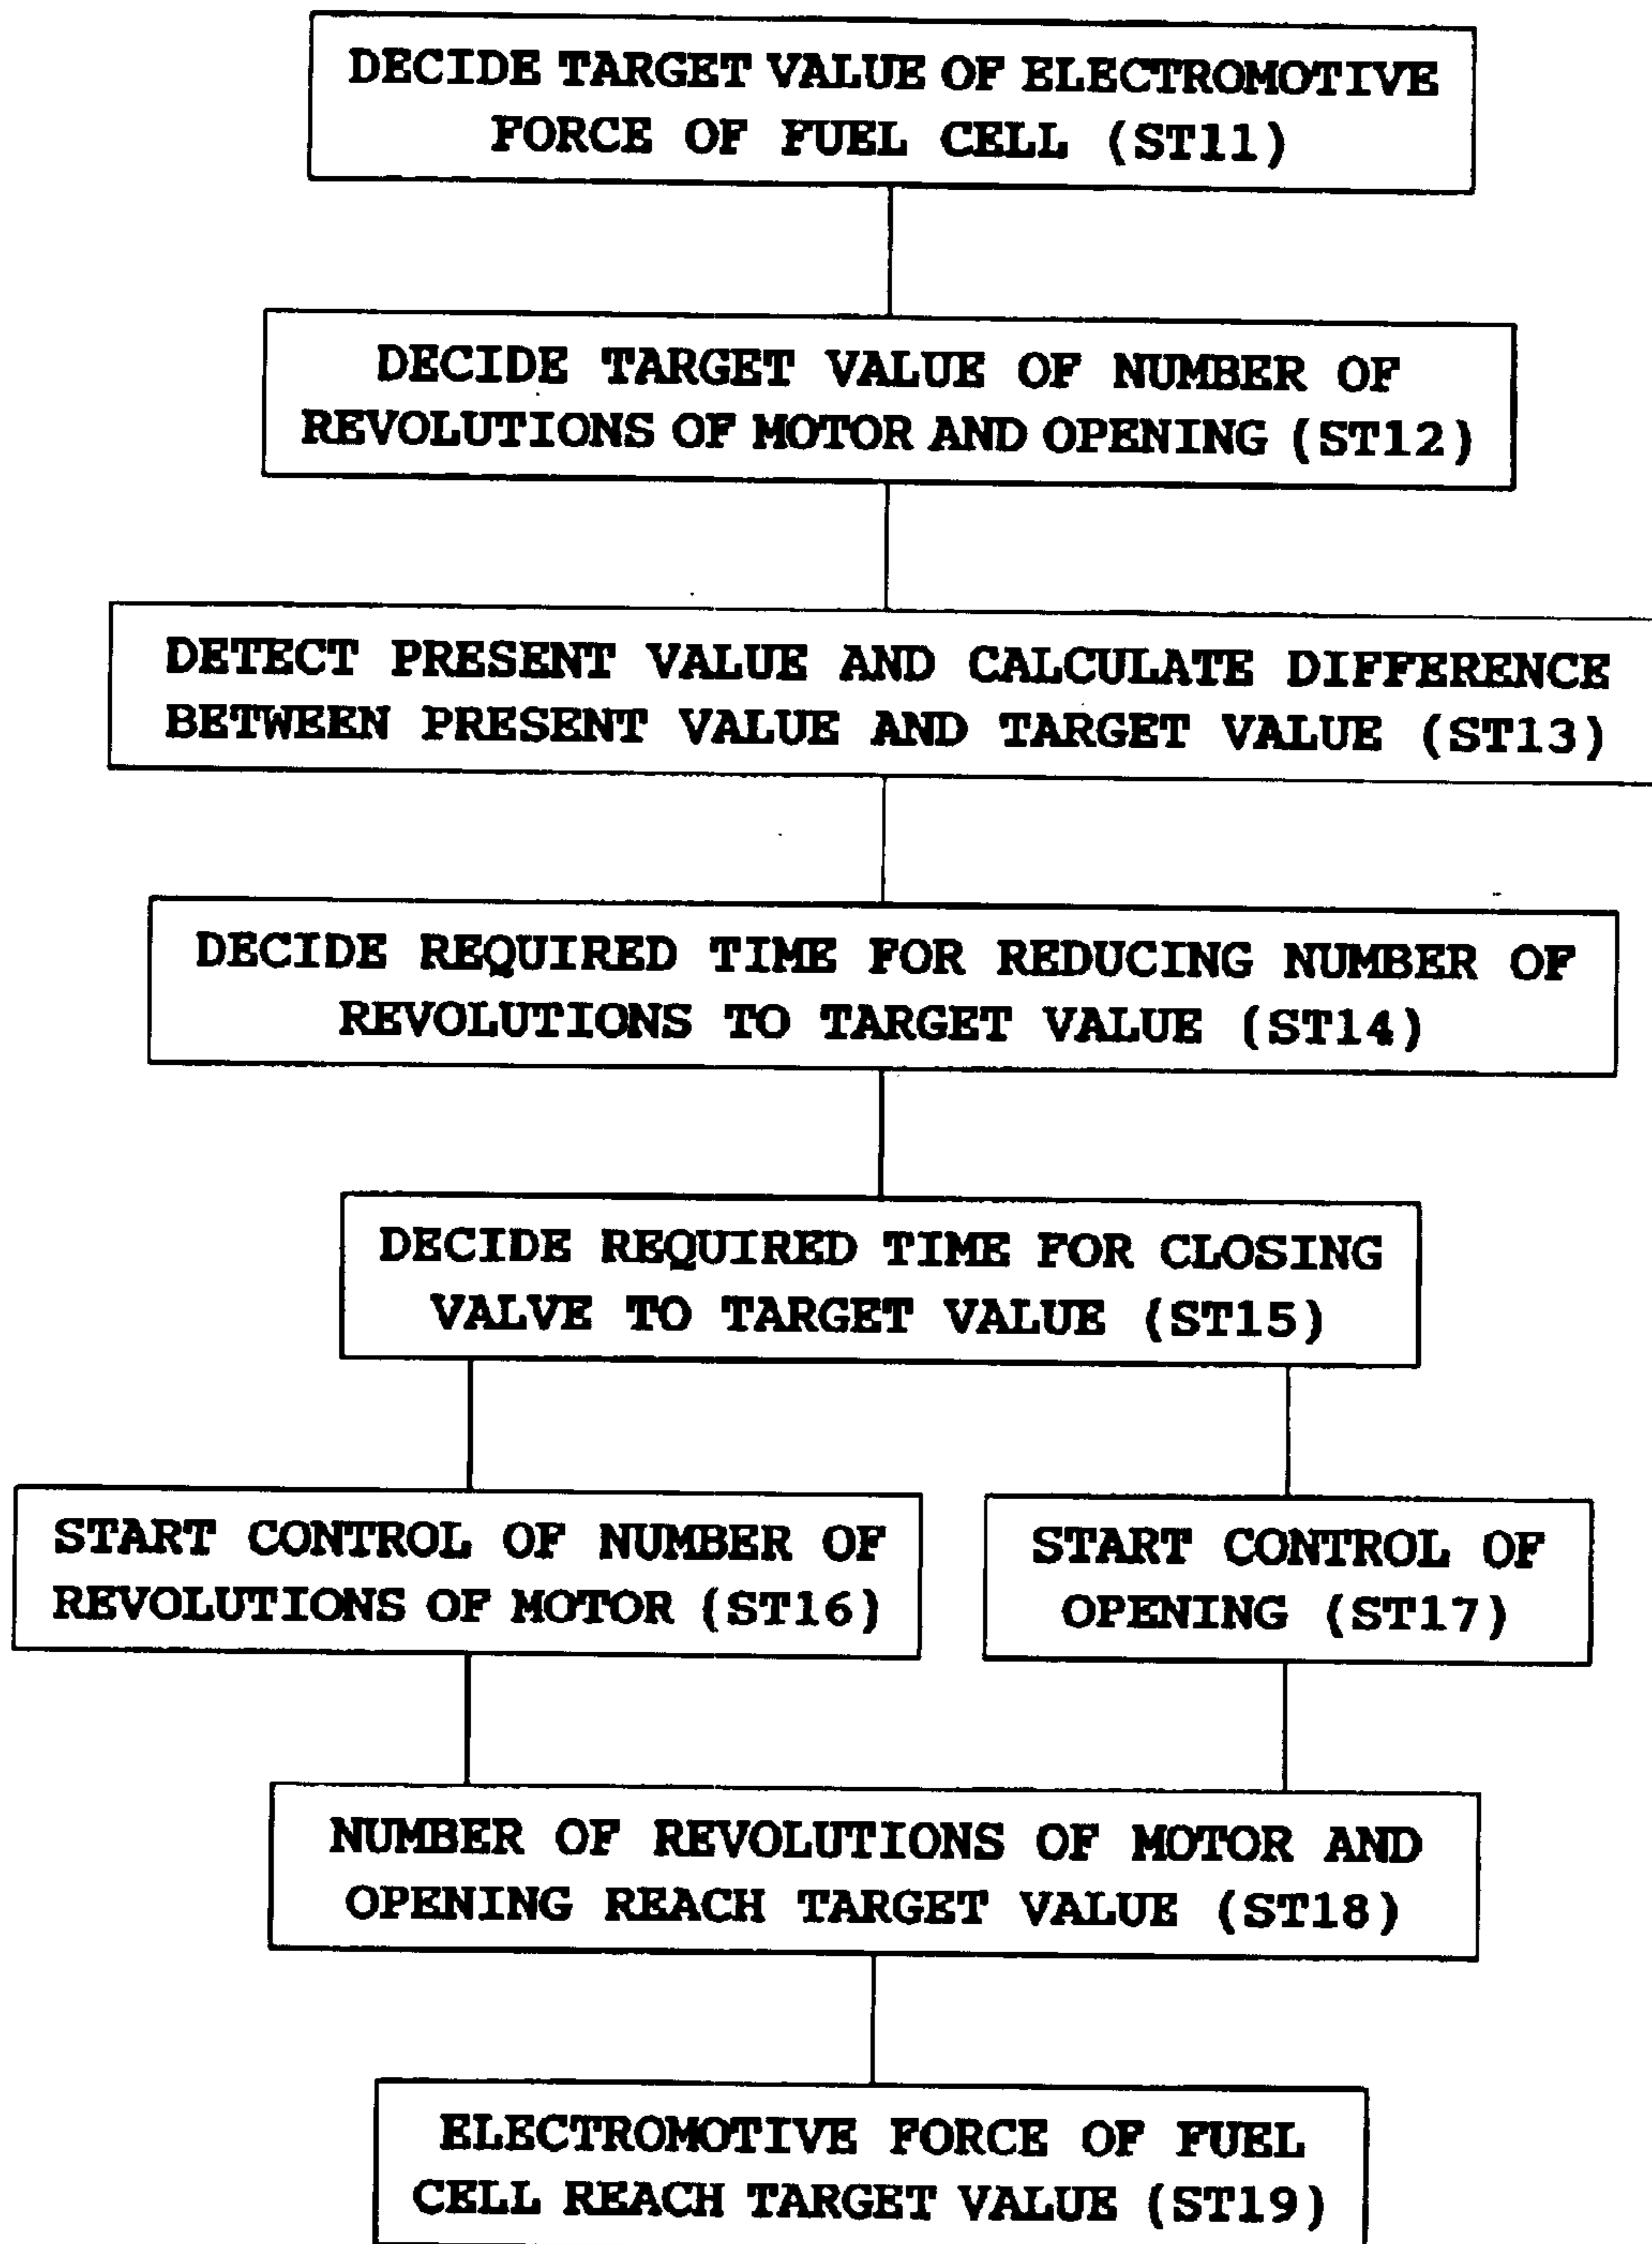 DECIDE TARGET VALUE OF ELECTROMOTIVE
FORCE OF FUEL CELL (ST11)
DECIDE TARGET VALUE OF NUMBER OF
REVOLUTIONS OF MOTOR AND OPENING (ST12)
DETECT PRESENT VALUE AND CALCULATE DIFFERENCE
BETWEEN PRESENT VALUE AND TARGET VALUE (ST13)
DECIDE REQUIRED TIME FOR REDUCING NUMBER OF
REVOLUTIONS TO TARGET VALUE (ST14)
DECIDE REQUIRED TIME FOR CLOSING
VALVE TO TARGET VALUE (ST15)
START CONTROL OF NUMBER OF
REVOLUTIONS OF MOTOR (ST16)
START CONTROL OF
OPENING (ST17)
NUMBER OF REVOLUTIONS OF MOTOR AND
OPENING REACH TARGET VALUE (ST18)
ELECTROMOTIVE FORCE OF FUEL
CELL REACH TARGET VALUE (ST19)